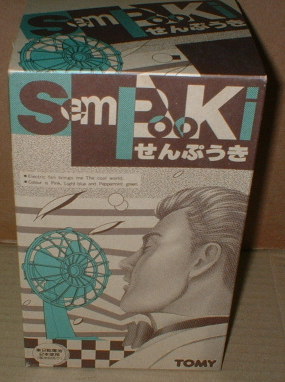 SemPooKi
せんぷうき
● Electric fan brings me The cool world.
● Colour is Pink, Light blue and Peppermint green.
TOMY